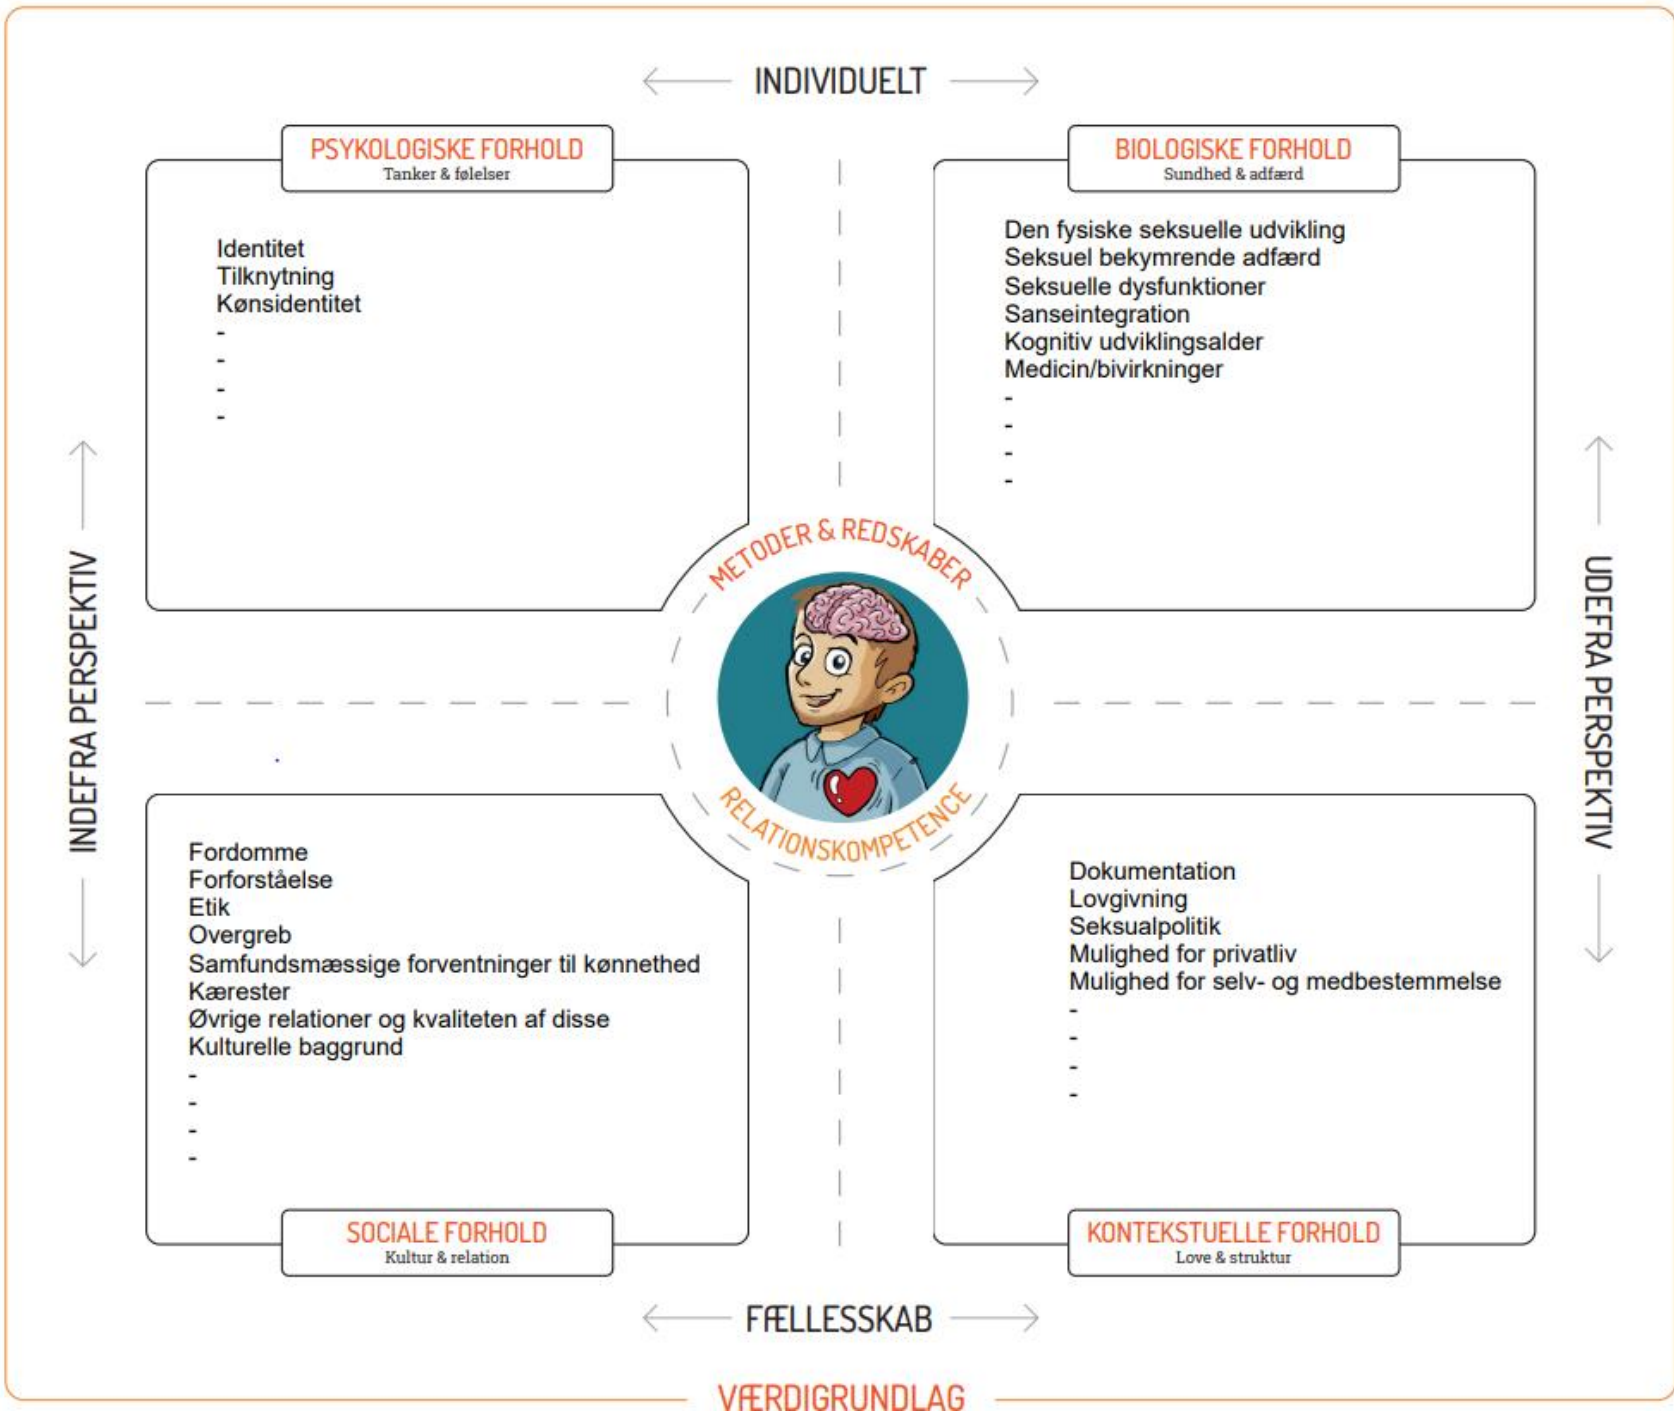 INDIVIDUELT
PSYKOLOGISKE FORHOLD
Tanker & følelser
Identitet
Tilknytning
Kønsidentitet
-
-
-
-
BIOLOGISKE FORHOLD
Sundhed & adfærd
Den fysiske seksuelle udvikling
Seksuel bekymrende adfærd
Seksuelle dysfunktioner
Sanseintegration
Kognitiv udviklingsalder
Medicin/bivirkninger
-
-
-
-
INDEFRA PERSPEKTIV
METODER & REDSKABER
RELATIONSKOMPETENCE
UDEFRA PERSPEKTIV
Fordomme
Forforståelse
Etik
Overgreb
Samfundsmæssige forventninger til kønnethed
Kærester
Øvrige relationer og kvaliteten af disse
Kulturelle baggrund
-
-
-
-
SOCIALE FORHOLD
Kultur & relation
Dokumentation
Lovgivning
Seksualpolitik
Mulighed for privatliv
Mulighed for selv- og medbestemmelse
-
-
-
-
KONTEKSTUELLE FORHOLD
Love & struktur
FÆLLESSKAB
VÆRDIGRUNDLAG